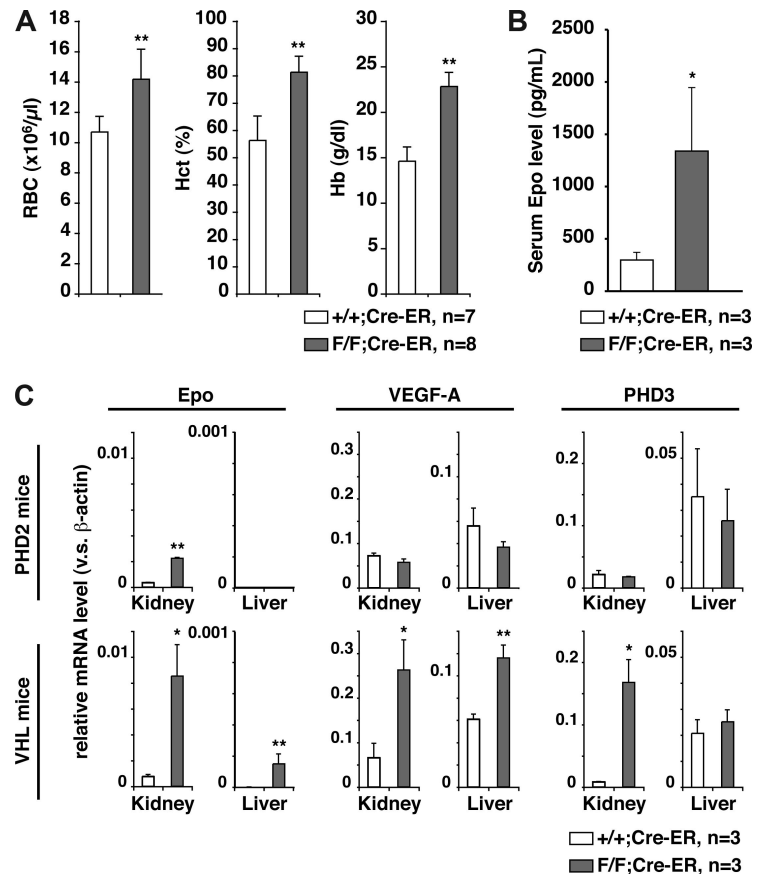 A
B
RBC (x10⁶/µl)
18
16
14
12
10
8
6
4
2
0
**
Hct (%)
100
90
80
70
60
50
40
30
20
10
0
**
Hb (g/dl)
30
25
20
15
10
5
0
**
+/+;Cre-ER, n=7
F/F;Cre-ER, n=8
Serum Epo level (pg/mL)
2500
2000
1500
1000
500
0
*
+/+;Cre-ER, n=3
F/F;Cre-ER, n=3
C
Epo
VEGF-A
PHD3
relative mRNA level (v.s. β-actin)
PHD2 mice
0.01
0
**
Kidney
0.001
0
Liver
0.3
0.2
0.1
0
Kidney
0.1
0
Liver
0.2
0.1
0
Kidney
0.05
0
Liver
VHL mice
0.01
0
*
Kidney
0.001
0
**
Liver
0.3
0.2
0.1
0
*
Kidney
0.1
0
**
Liver
0.2
0.1
0
*
Kidney
0.05
0
Liver
+/+;Cre-ER, n=3
F/F;Cre-ER, n=3